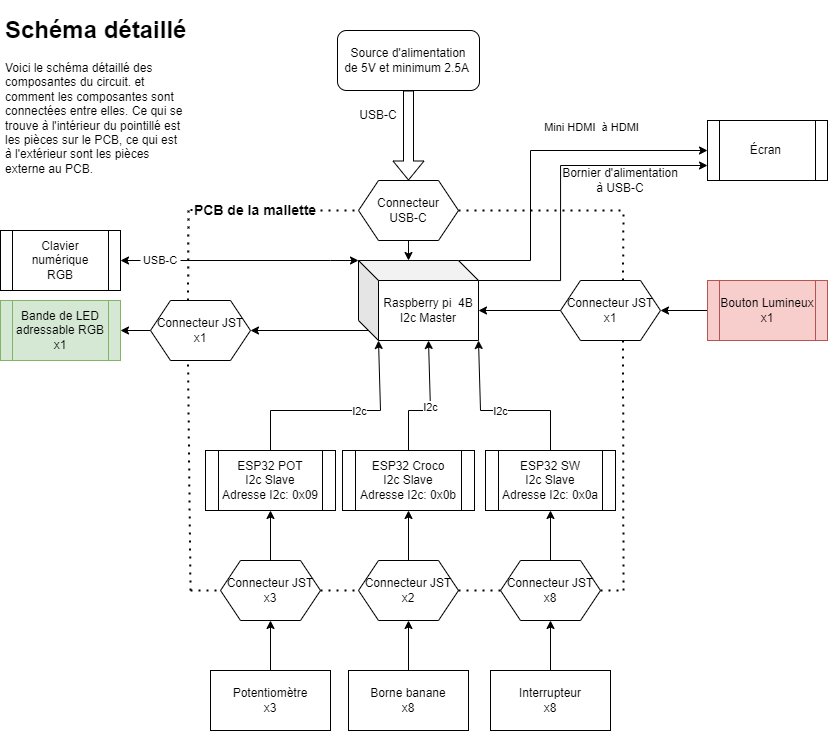 Schéma détaillé
Voici le schéma détaillé des
composantes du circuit. et
comment les composantes sont
connectées entre elles. Ce qui se
trouve à l'intérieur du pointillé est
les pièces sur le PCB, ce qui est
à l'extérieur sont les pièces
externe au PCB.
Source d'alimentation
de 5V et minimum 2.5A
USB-C
Mini HDMI à HDMI
Écran
Bornier d'alimentation
à USB-C
Connecteur
USB-C
PCB de la mallette
Clavier
numérique
RGB
USB-C
Raspberry pi 4B
I2c Master
Connecteur JST
x1
Bouton Lumineux
x1
Bande de LED
adressable RGB
x1
Connecteur JST
x1
I2c
I2c
I2c
ESP32 POT
I2c Slave
Adresse I2c: 0x09
ESP32 Croco
I2c Slave
Adresse I2c: 0x0b
ESP32 SW
I2c Slave
Adresse I2c: 0x0a
Connecteur JST
x3
Connecteur JST
x2
Connecteur JST
x8
Potentiomètre
x3
Borne banane
x8
Interrupteur
x8